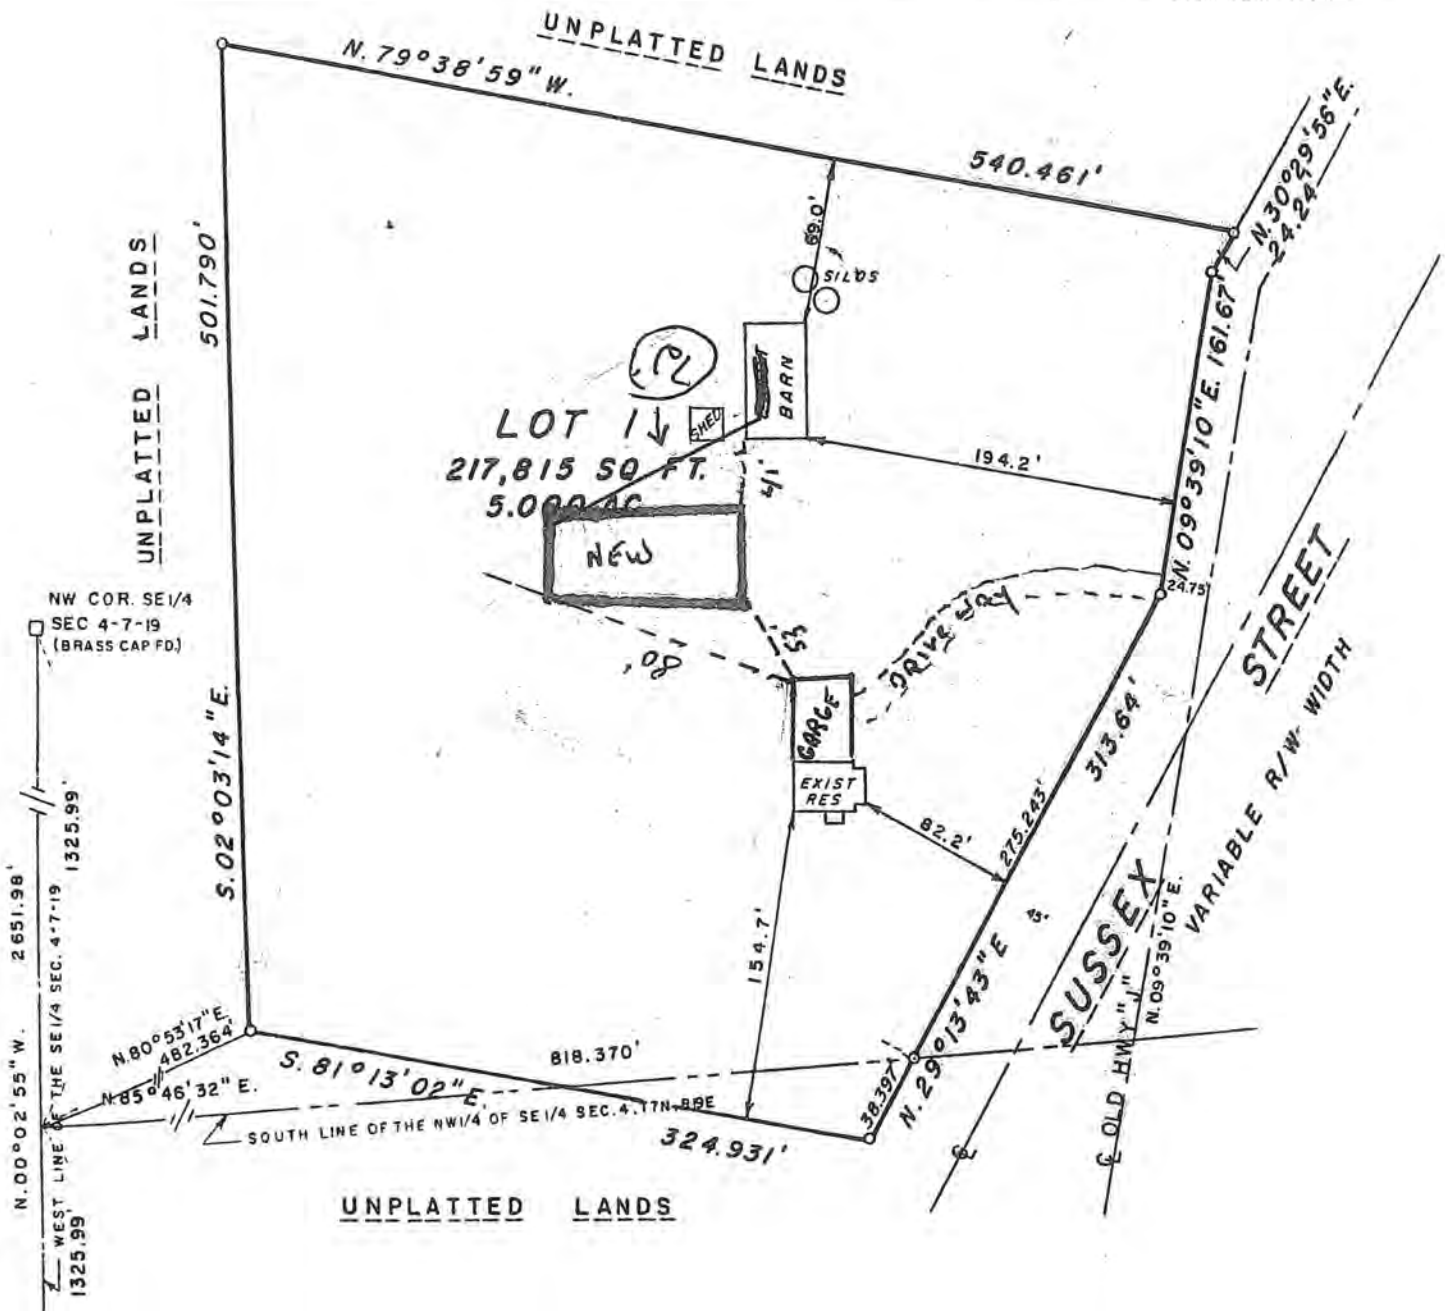 UNPLATTED LANDS
N. 79°38'59" W.
540.461'
N. 30°29'56" E.
24.24'
UNPLATTED LANDS
501.790'
69.0'
BARN
SHED
LOT 1
217,815 SQ FT.
194.2'
N. 09°39'10" E. 161.67'
NEW
24.75'
NW COR. SE1/4
SEC 4-7-19
(BRASS CAP FD.)
53'
80'
DRIVE WAY
STREET
GARGE
EXIST
RES
313.64'
275.243'
82.2'
VARIABLE R/W WIDTH
S. 02°03'14" E.
1325.99'
N. 00°02'55" W. 2651.98'
WEST LINE OF THE SE1/4 SEC. 4-7-19
1325.99'
154.7'
45'
SUSSEX
N. 29°13'43" E
N. 09°39'10" E.
N. 80°53'17" E.
482.364'
N. 85°46'32" E.
S. 81°13'02" E
818.370'
SOUTH LINE OF THE NW1/4 OF SE1/4 SEC. 4.
324.931'
38.397'
OLD HWY "J"
UNPLATTED LANDS